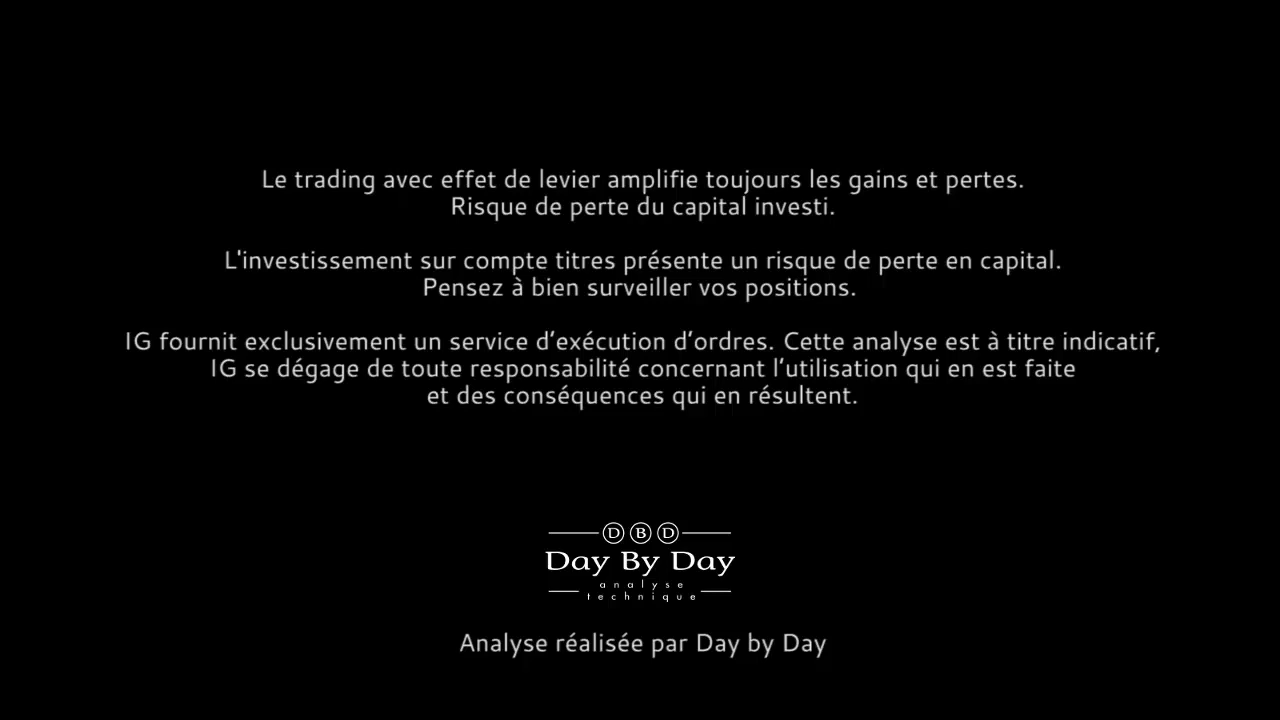 Le trading avec effet de levier amplifie toujours les gains et pertes.
Risque de perte du capital investi.
L'investissement sur compte titres présente un risque de perte en capital.
Pensez à bien surveiller vos positions.
IG fournit exclusivement un service d’exécution d’ordres. Cette analyse est à titre indicatif,
IG se dégage de toute responsabilité concernant l’utilisation qui en est faite
et des conséquences qui en résultent.
D B D
Day By Day
analyse
technique
Analyse réalisée par Day by Day